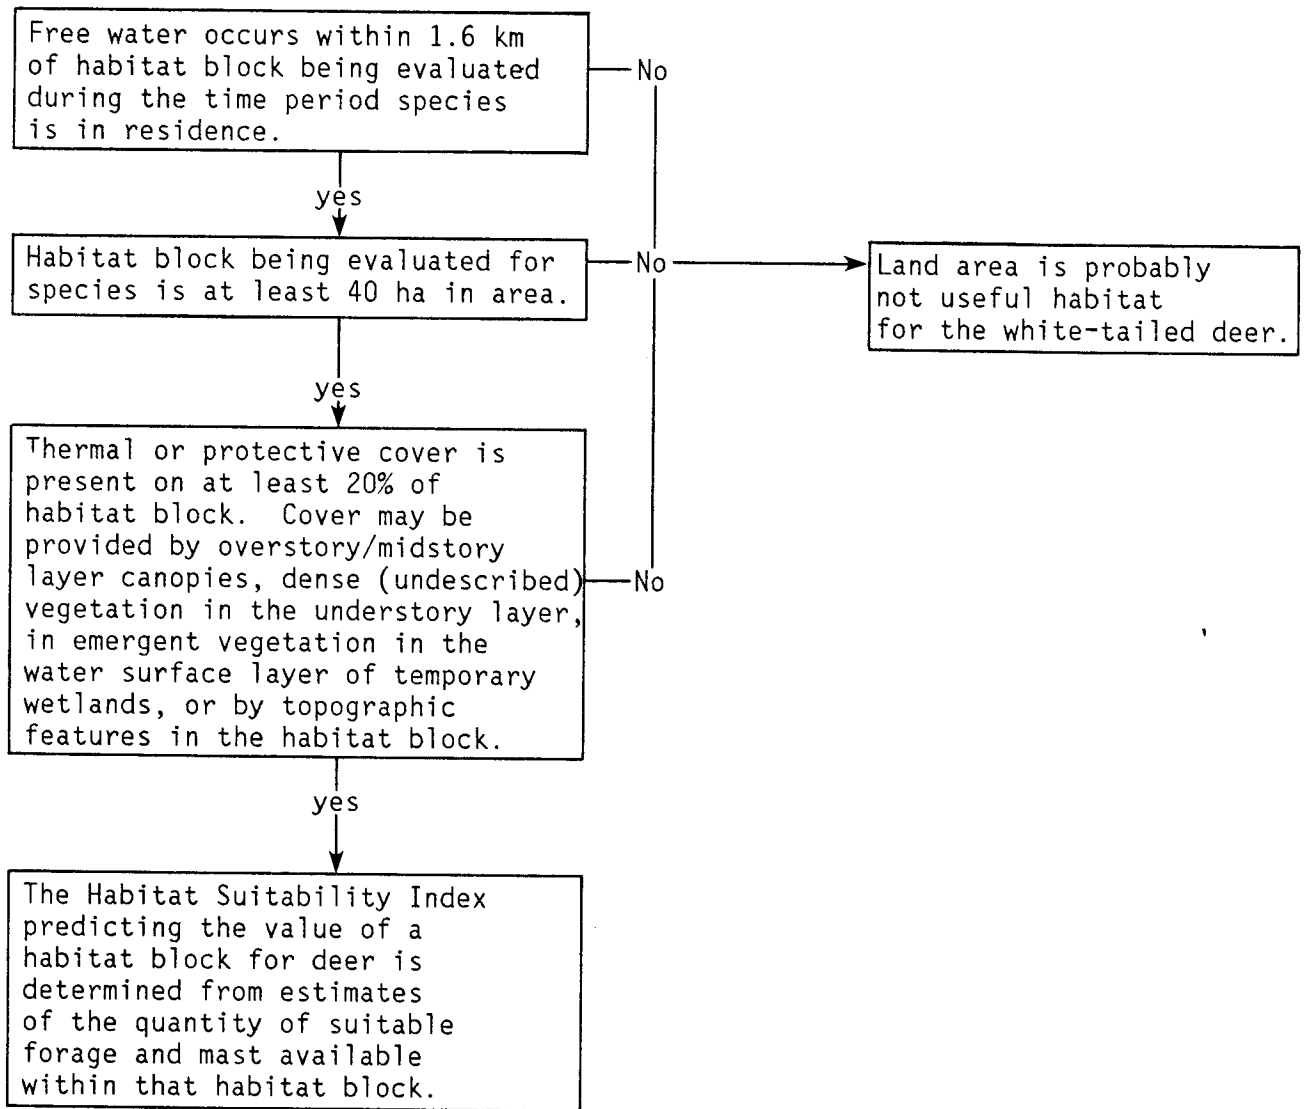 Free water occurs within 1.6 km
of habitat block being evaluated
during the time period species
is in residence.
No
yes
Habitat block being evaluated for
species is at least 40 ha in area.
No
Land area is probably
not useful habitat
for the white-tailed deer.
yes
Thermal or protective cover is
present on at least 20% of
habitat block.  Cover may be
provided by overstory/midstory
layer canopies, dense (undescribed)
vegetation in the understory layer,
in emergent vegetation in the
water surface layer of temporary
wetlands, or by topographic
features in the habitat block.
No
yes
The Habitat Suitability Index
predicting the value of a
habitat block for deer is
determined from estimates
of the quantity of suitable
forage and mast available
within that habitat block.